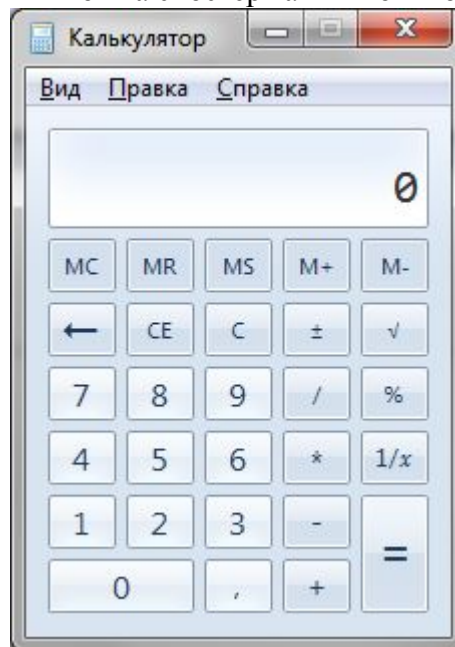 Калькулятор
Вид Правка Справка
0
MC MR MS M+ M-
← CE C ± √
7 8 9 / %
4 5 6 * 1/x
1 2 3 - =
0 , +